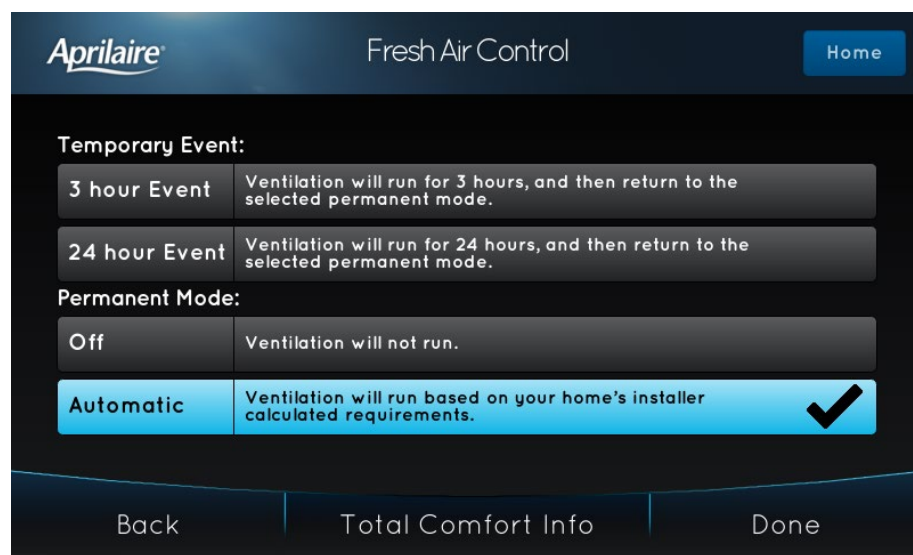 Aprilaire
Fresh Air Control
Home
Temporary Event:
3 hour Event
Ventilation will run for 3 hours, and then return to the
selected permanent mode.
24 hour Event
Ventilation will run for 24 hours, and then return to the
selected permanent mode.
Permanent Mode:
Off
Ventilation will not run.
Automatic
Ventilation will run based on your home's installer
calculated requirements.
Back
Total Comfort Info
Done